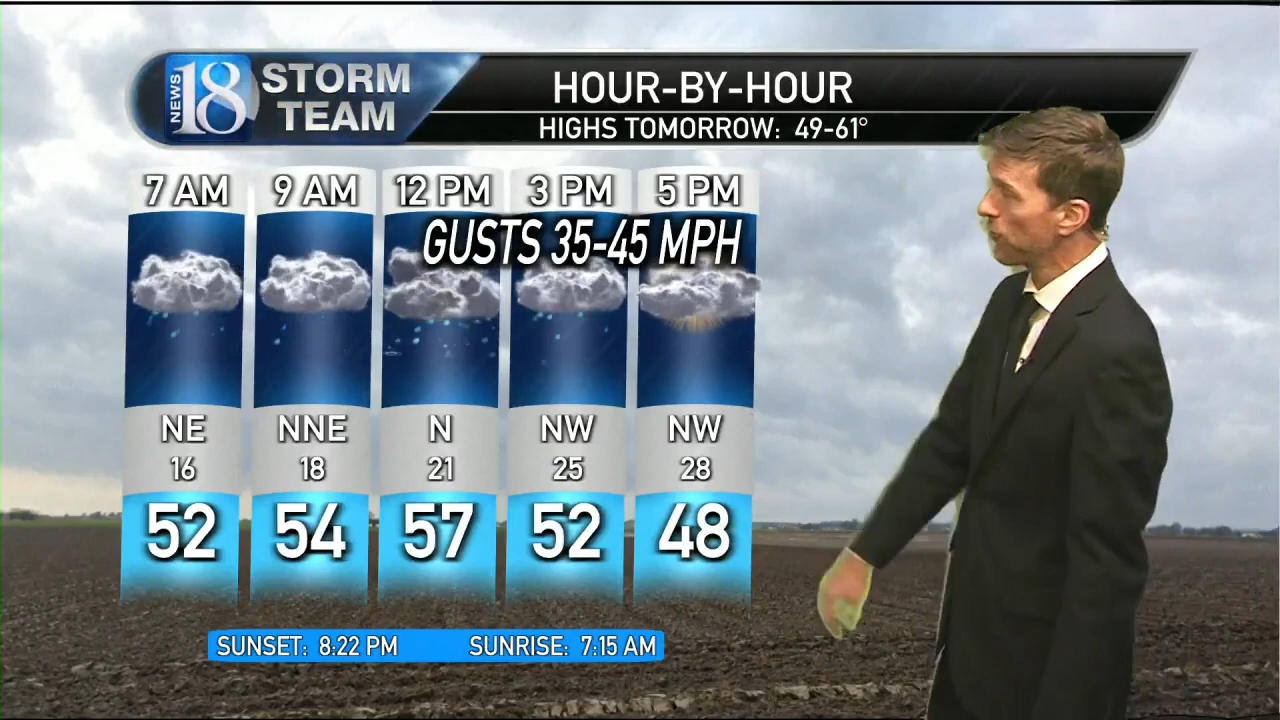 NEWS 18 STORM TEAM
HOUR-BY-HOUR
HIGHS TOMORROW: 49-61°
7 AM 9 AM 12 PM 3 PM 5 PM
GUSTS 35-45 MPH
NE NNE N NW NW
16 18 21 25 28
52 54 57 52 48
SUNSET: 8:22 PM SUNRISE: 7:15 AM